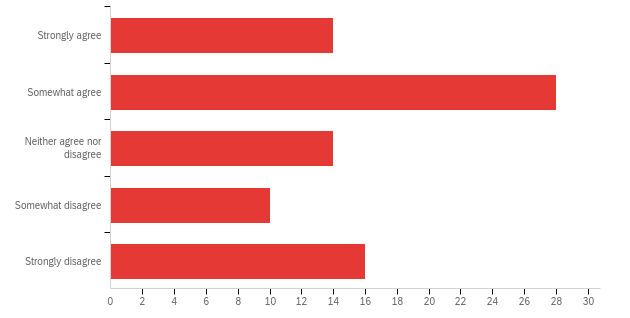 Strongly agree
Somewhat agree
Neither agree nor
disagree
Somewhat disagree
Strongly disagree
0 2 4 6 8 10 12 14 16 18 20 22 24 26 28 30